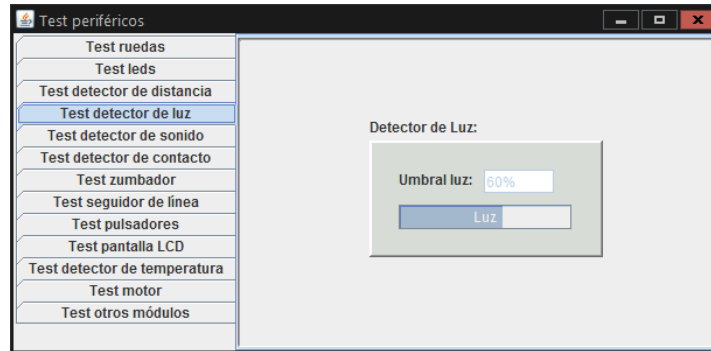 Test periféricos
Test ruedas
Test leds
Test detector de distancia
Test detector de luz
Test detector de sonido
Test detector de contacto
Test zumbador
Test seguidor de línea
Test pulsadores
Test pantalla LCD
Test detector de temperatura
Test motor
Test otros módulos
Detector de Luz:
Umbral luz: 60%
Luz